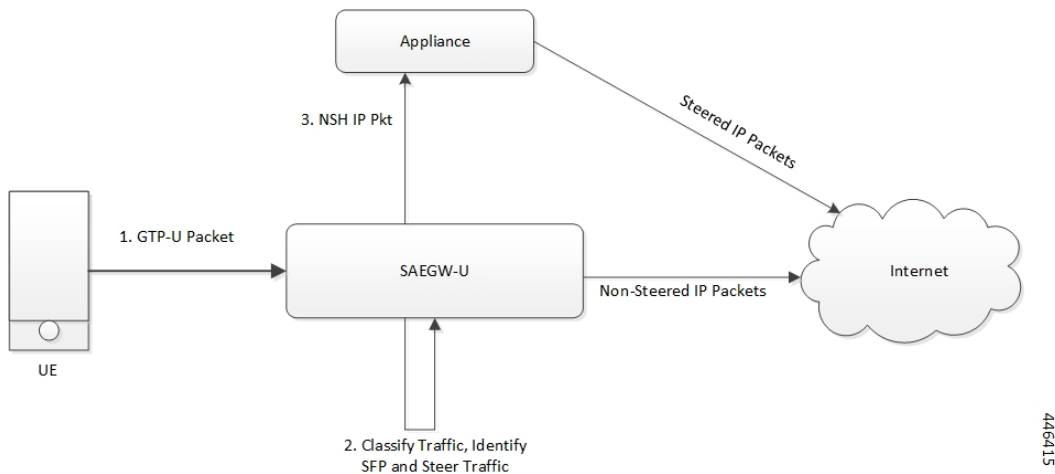 Appliance
Steered IP Packets
3. NSH IP Pkt
1. GTP-U Packet
SAEGW-U
Internet
Non-Steered IP Packets
UE
2. Classify Traffic, Identify
SFP and Steer Traffic
446415